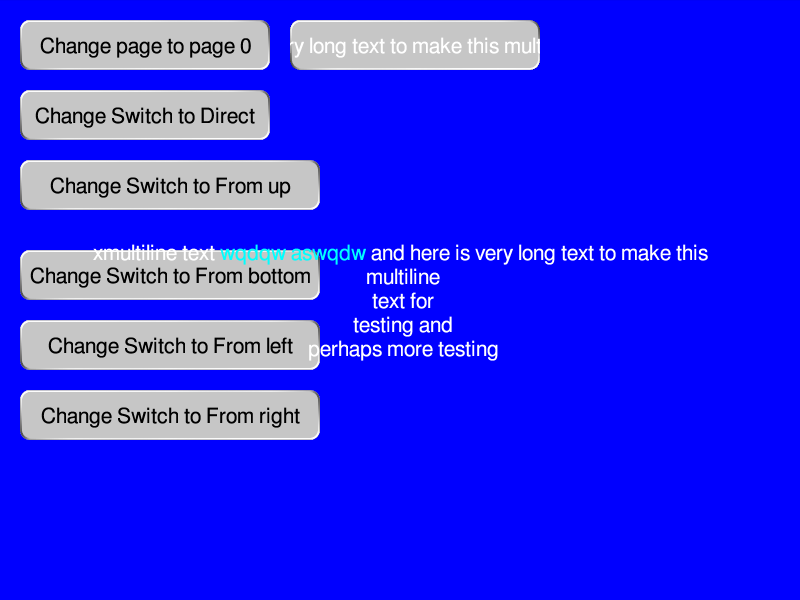 Change page to page 0
ry long text to make this mul
Change Switch to Direct
Change Switch to From up
xmultiline text wqdqw aswqdw and here is very long text to make this
Change Switch to From bottom
multiline
text for
testing and
Change Switch to From left
perhaps more testing
Change Switch to From right